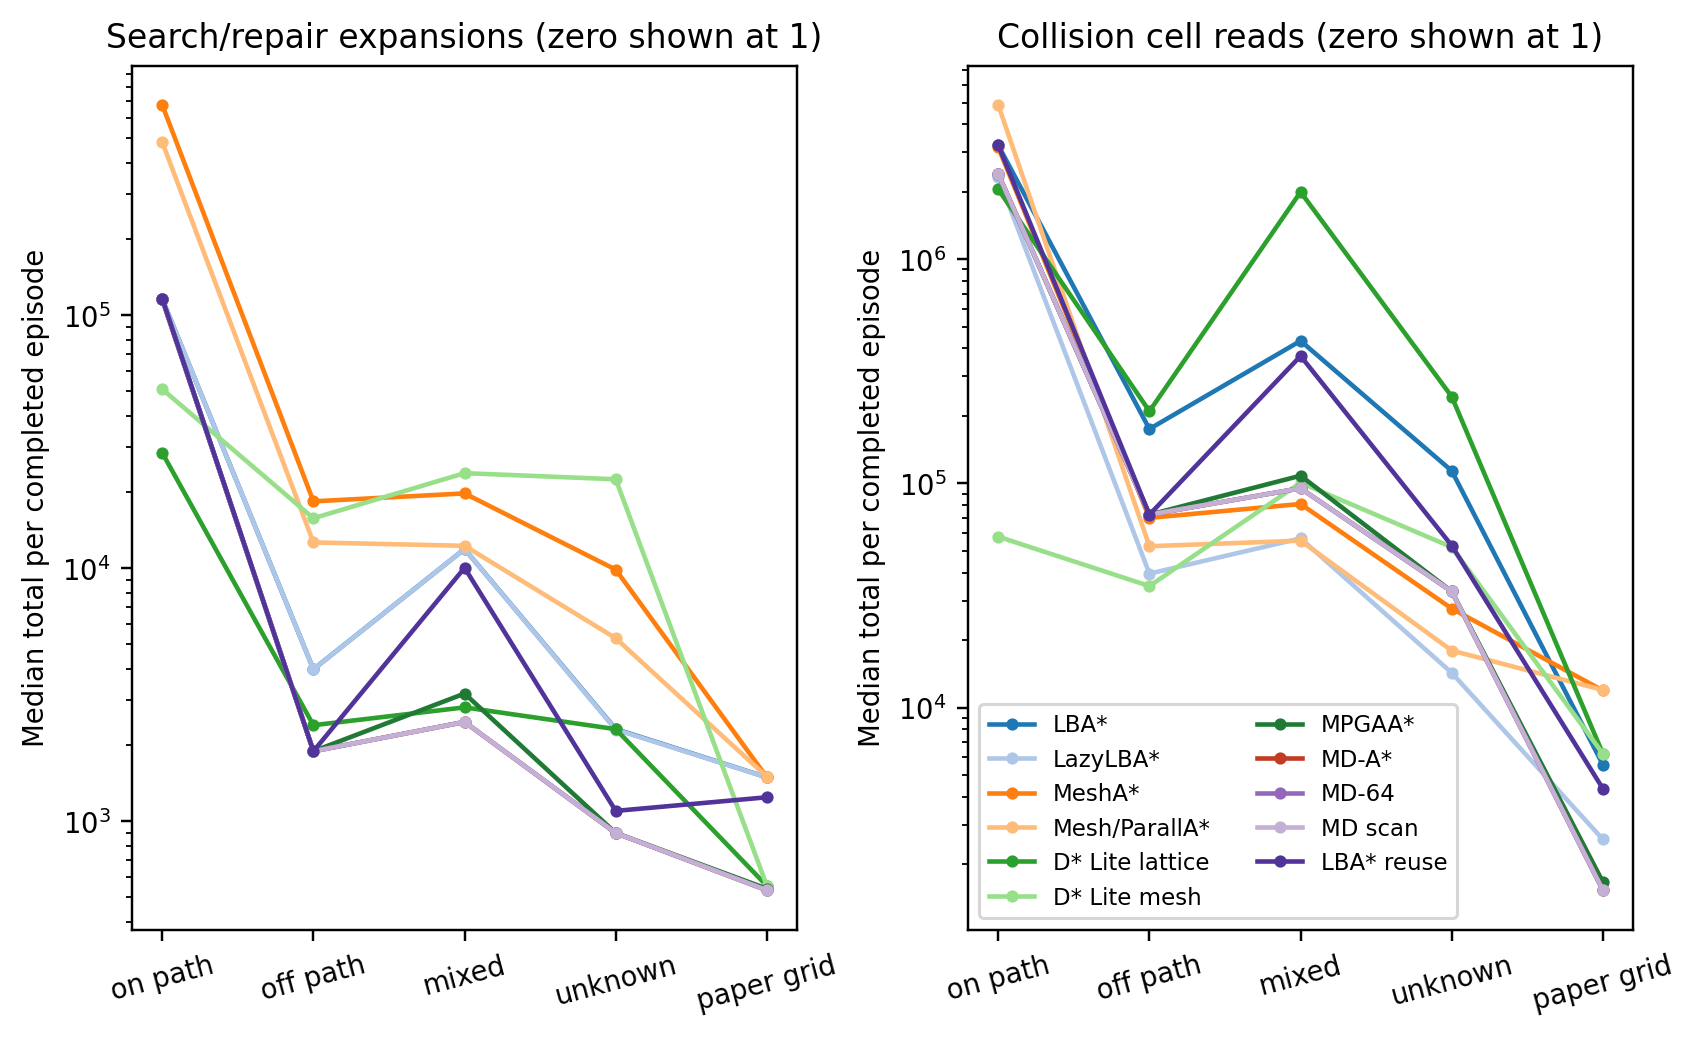 Search/repair expansions (zero shown at 1)
Median total per completed episode
10^5
10^4
10^3
on path
off path
mixed
unknown
paper grid
Collision cell reads (zero shown at 1)
Median total per completed episode
10^6
10^5
10^4
LBA*
LazyLBA*
MeshA*
Mesh/ParallA*
D* Lite lattice
D* Lite mesh
MPGAA*
MD-A*
MD-64
MD scan
LBA* reuse
on path
off path
mixed
unknown
paper grid